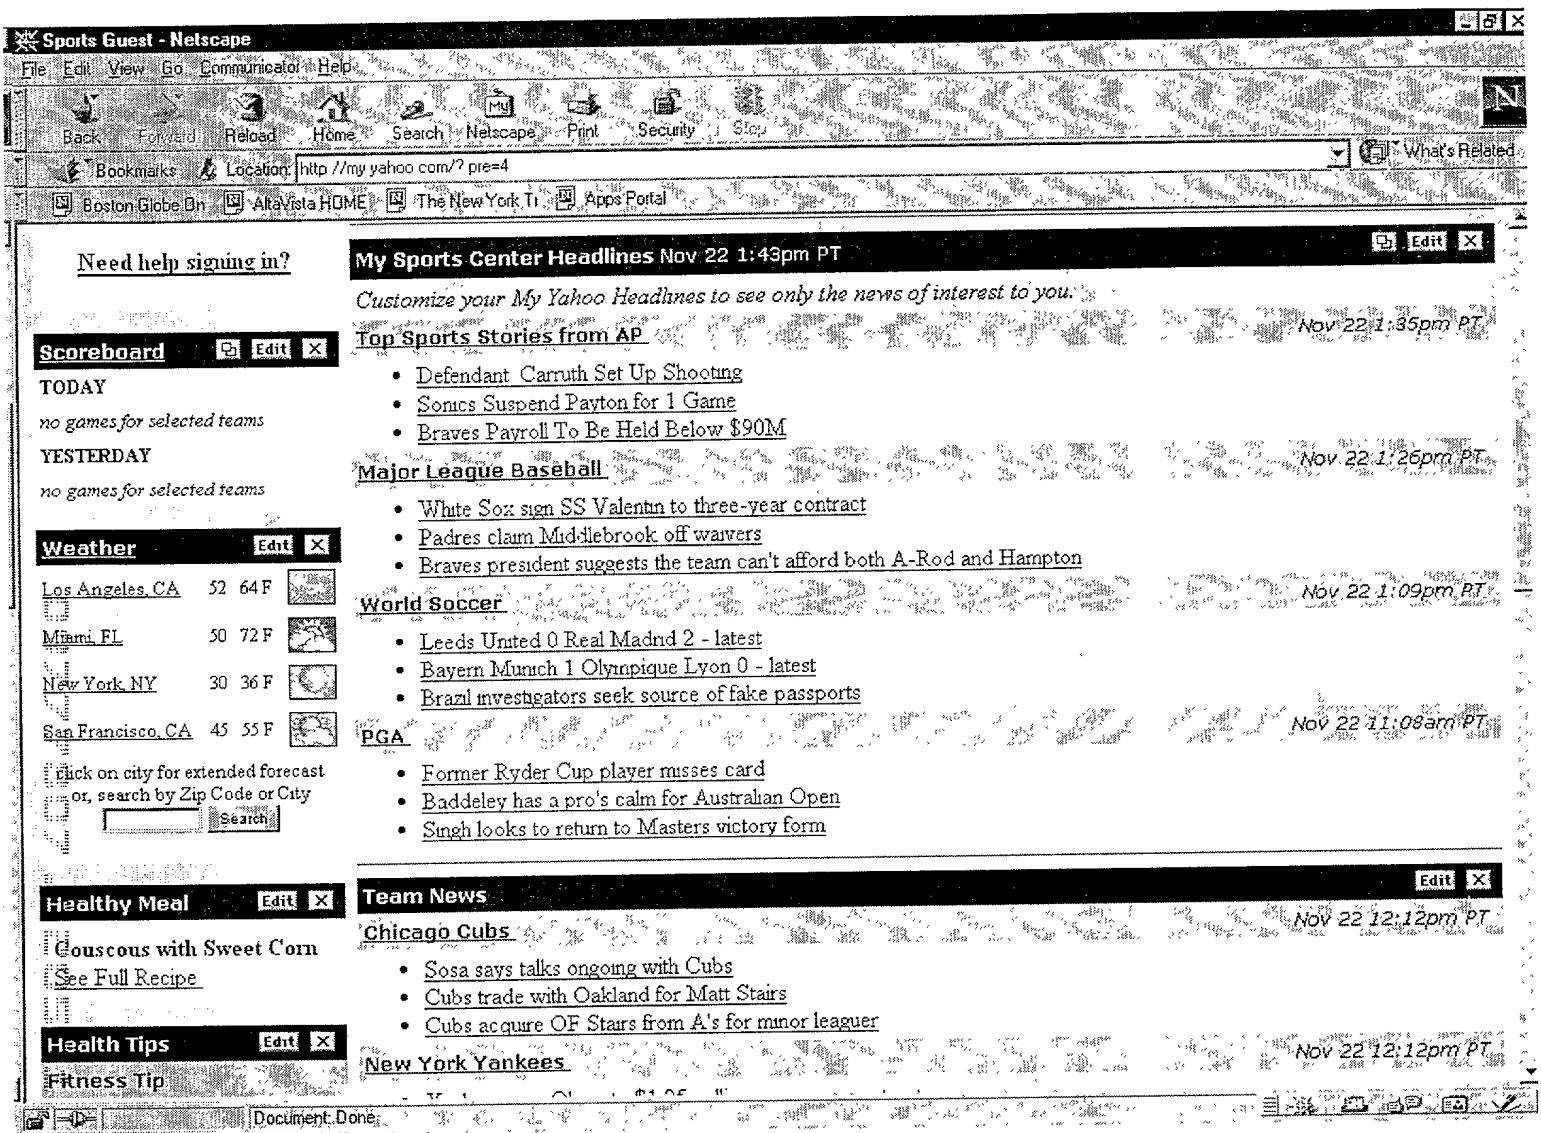 Sports Guest - Netscape
File Edit View Go Communicator Help
Back Forward Reload Home Search Netscape Print Security Stop
Bookmarks Location: http //my yahoo com/? pre=4 What's Related
Boston Globe On AltaVista HOME The New York Ti Apps Portal
Need help signing in?
Scoreboard Edit
TODAY
no games for selected teams
YESTERDAY
no games for selected teams
Weather Edit
Los Angeles, CA 52 64 F
Miami, FL 50 72 F
New York, NY 30 36 F
San Francisco, CA 45 55 F
click on city for extended forecast
or, search by Zip Code or City
Search
Healthy Meal Edit
Couscous with Sweet Corn
See Full Recipe
Health Tips Edit
Fitness Tip
My Sports Center Headlines Nov 22 1:43pm PT Edit
Customize your My Yahoo Headlines to see only the news of interest to you.
Top Sports Stories from AP Nov 22 1:35pm PT
• Defendant Carruth Set Up Shooting
• Sonics Suspend Payton for 1 Game
• Braves Payroll To Be Held Below $90M
Major League Baseball Nov 22 1:26pm PT
• White Sox sign SS Valentin to three-year contract
• Padres claim Middlebrook off waivers
• Braves president suggests the team can't afford both A-Rod and Hampton
World Soccer Nov 22 1:09pm PT
• Leeds United 0 Real Madrid 2 - latest
• Bayern Munich 1 Olympique Lyon 0 - latest
• Brazil investigators seek source of fake passports
PGA Nov 22 11:08am PT
• Former Ryder Cup player misses card
• Baddeley has a pro's calm for Australian Open
• Singh looks to return to Masters victory form
Team News Edit
Chicago Cubs Nov 22 12:12pm PT
• Sosa says talks ongoing with Cubs
• Cubs trade with Oakland for Matt Stairs
• Cubs acquire OF Stairs from A's for minor leaguer
New York Yankees Nov 22 12:12pm PT
Document: Done